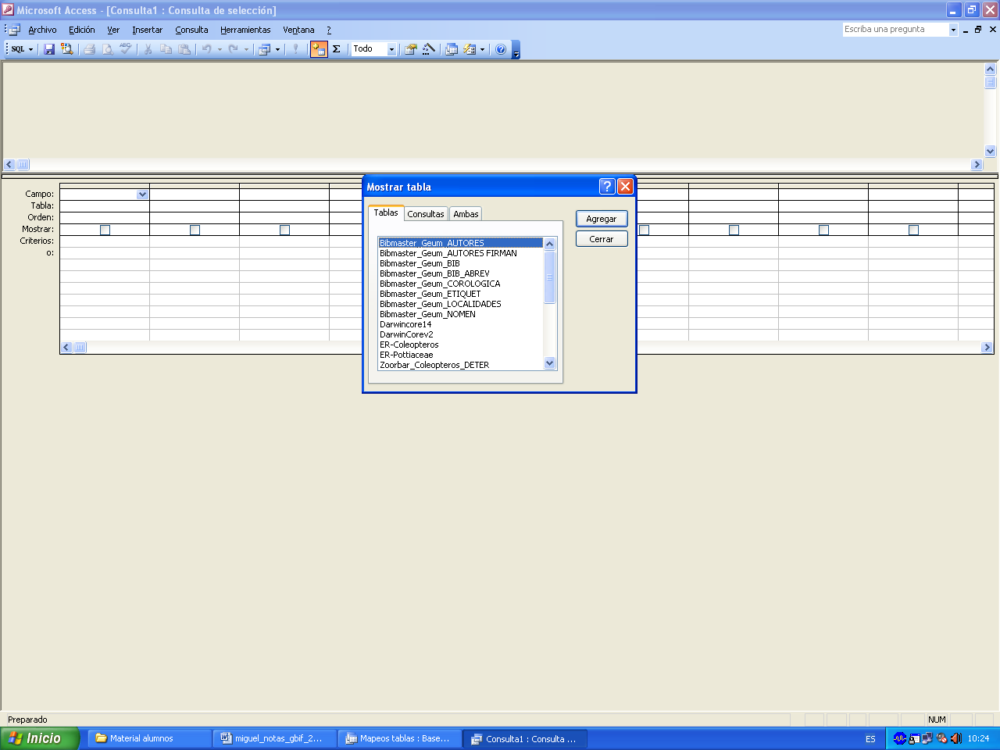 Microsoft Access - [Consulta1 : Consulta de selección]
Archivo Edición Ver Insertar Consulta Herramientas Ventana ? Escriba una pregunta
SQL Todo
Campo:
Tabla:
Orden:
Mostrar:
Criterios:
o:
Mostrar tabla
Tablas Consultas Ambas
Agregar
Cerrar
Bibmaster_Geum_AUTORES
Bibmaster_Geum_AUTORES FIRMAN
Bibmaster_Geum_BIB
Bibmaster_Geum_BIB_ABREV
Bibmaster_Geum_COROLOGICA
Bibmaster_Geum_ETIQUET
Bibmaster_Geum_LOCALIDADES
Bibmaster_Geum_NOMEN
Darwincore14
DarwinCorev2
ER-Coleopteros
ER-Pottiaceae
Zoorbar_Coleopteros_DETER
Preparado NUM
Inicio Material alumnos miguel_notas_gbif_2... Mapeos tablas : Base... Consulta1 : Consulta ... ES 10:24